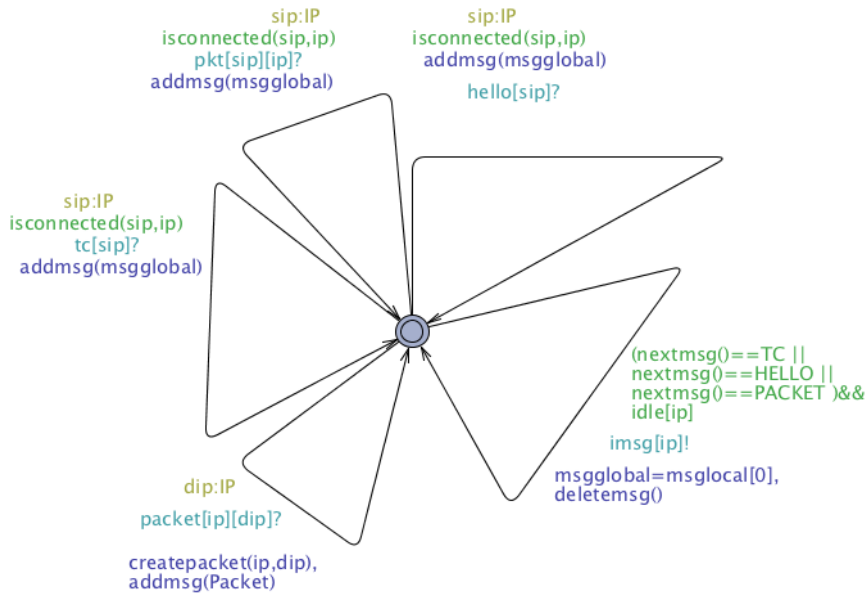 sip:IP
isconnected(sip,ip)
pkt[sip][ip]?
addmsg(msgglobal)
sip:IP
isconnected(sip,ip)
addmsg(msgglobal)
hello[sip]?
sip:IP
isconnected(sip,ip)
tc[sip]?
addmsg(msgglobal)
(nextmsg()==TC ||
nextmsg()==HELLO ||
nextmsg()==PACKET )&&
idle[ip]
imsg[ip]!
msgglobal=msglocal[0],
deletemsg()
dip:IP
packet[ip][dip]?
createpacket(ip,dip),
addmsg(Packet)